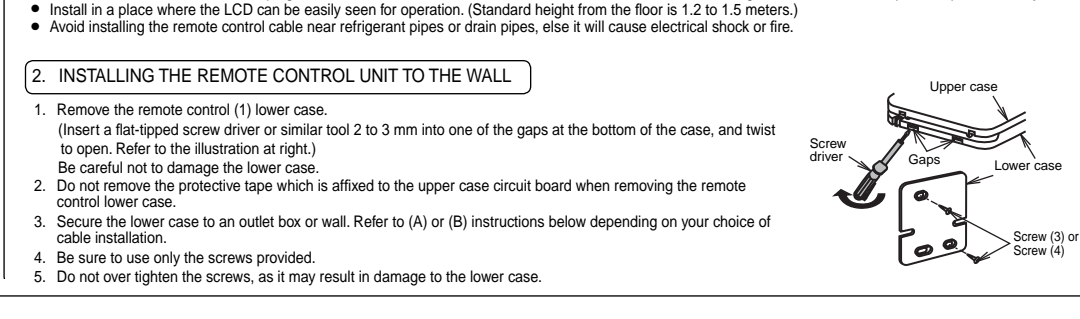 ● Install in a place where the LCD can be easily seen for operation. (Standard height from the floor is 1.2 to 1.5 meters.)
● Avoid installing the remote control cable near refrigerant pipes or drain pipes, else it will cause electrical shock or fire.
2. INSTALLING THE REMOTE CONTROL UNIT TO THE WALL
1. Remove the remote control (1) lower case.
(Insert a flat-tipped screw driver or similar tool 2 to 3 mm into one of the gaps at the bottom of the case, and twist
to open. Refer to the illustration at right.)
Be careful not to damage the lower case.
2. Do not remove the protective tape which is affixed to the upper case circuit board when removing the remote
control lower case.
3. Secure the lower case to an outlet box or wall. Refer to (A) or (B) instructions below depending on your choice of
cable installation.
4. Be sure to use only the screws provided.
5. Do not over tighten the screws, as it may result in damage to the lower case.
Upper case
Screw
driver
Gaps
Lower case
Screw (3) or
Screw (4)